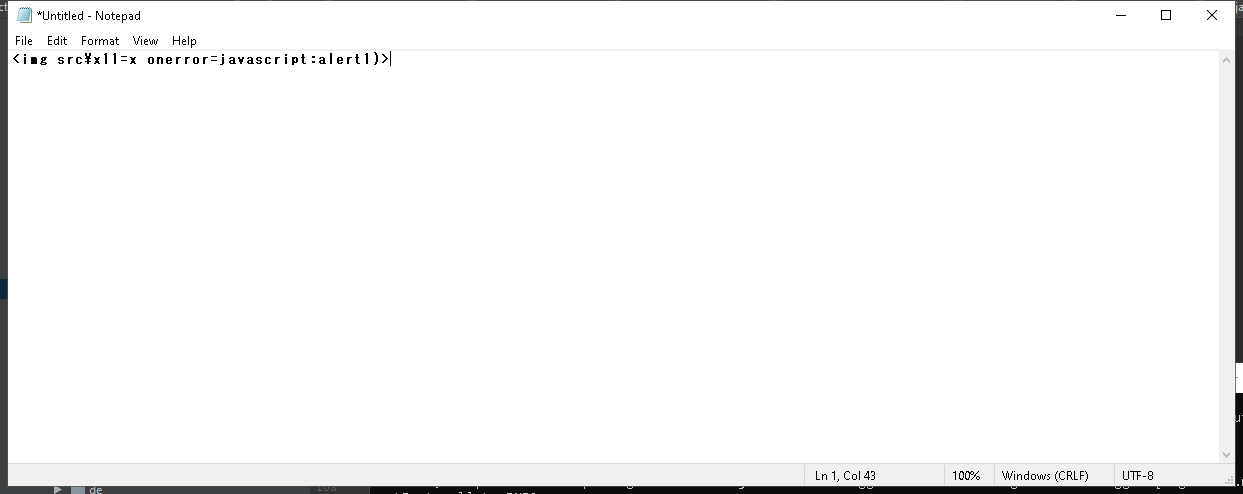 *Untitled - Notepad
File Edit Format View Help
<img src¥x11=x onerror=javascript:alert1)>
Ln 1, Col 43 100% Windows (CRLF) UTF-8
de